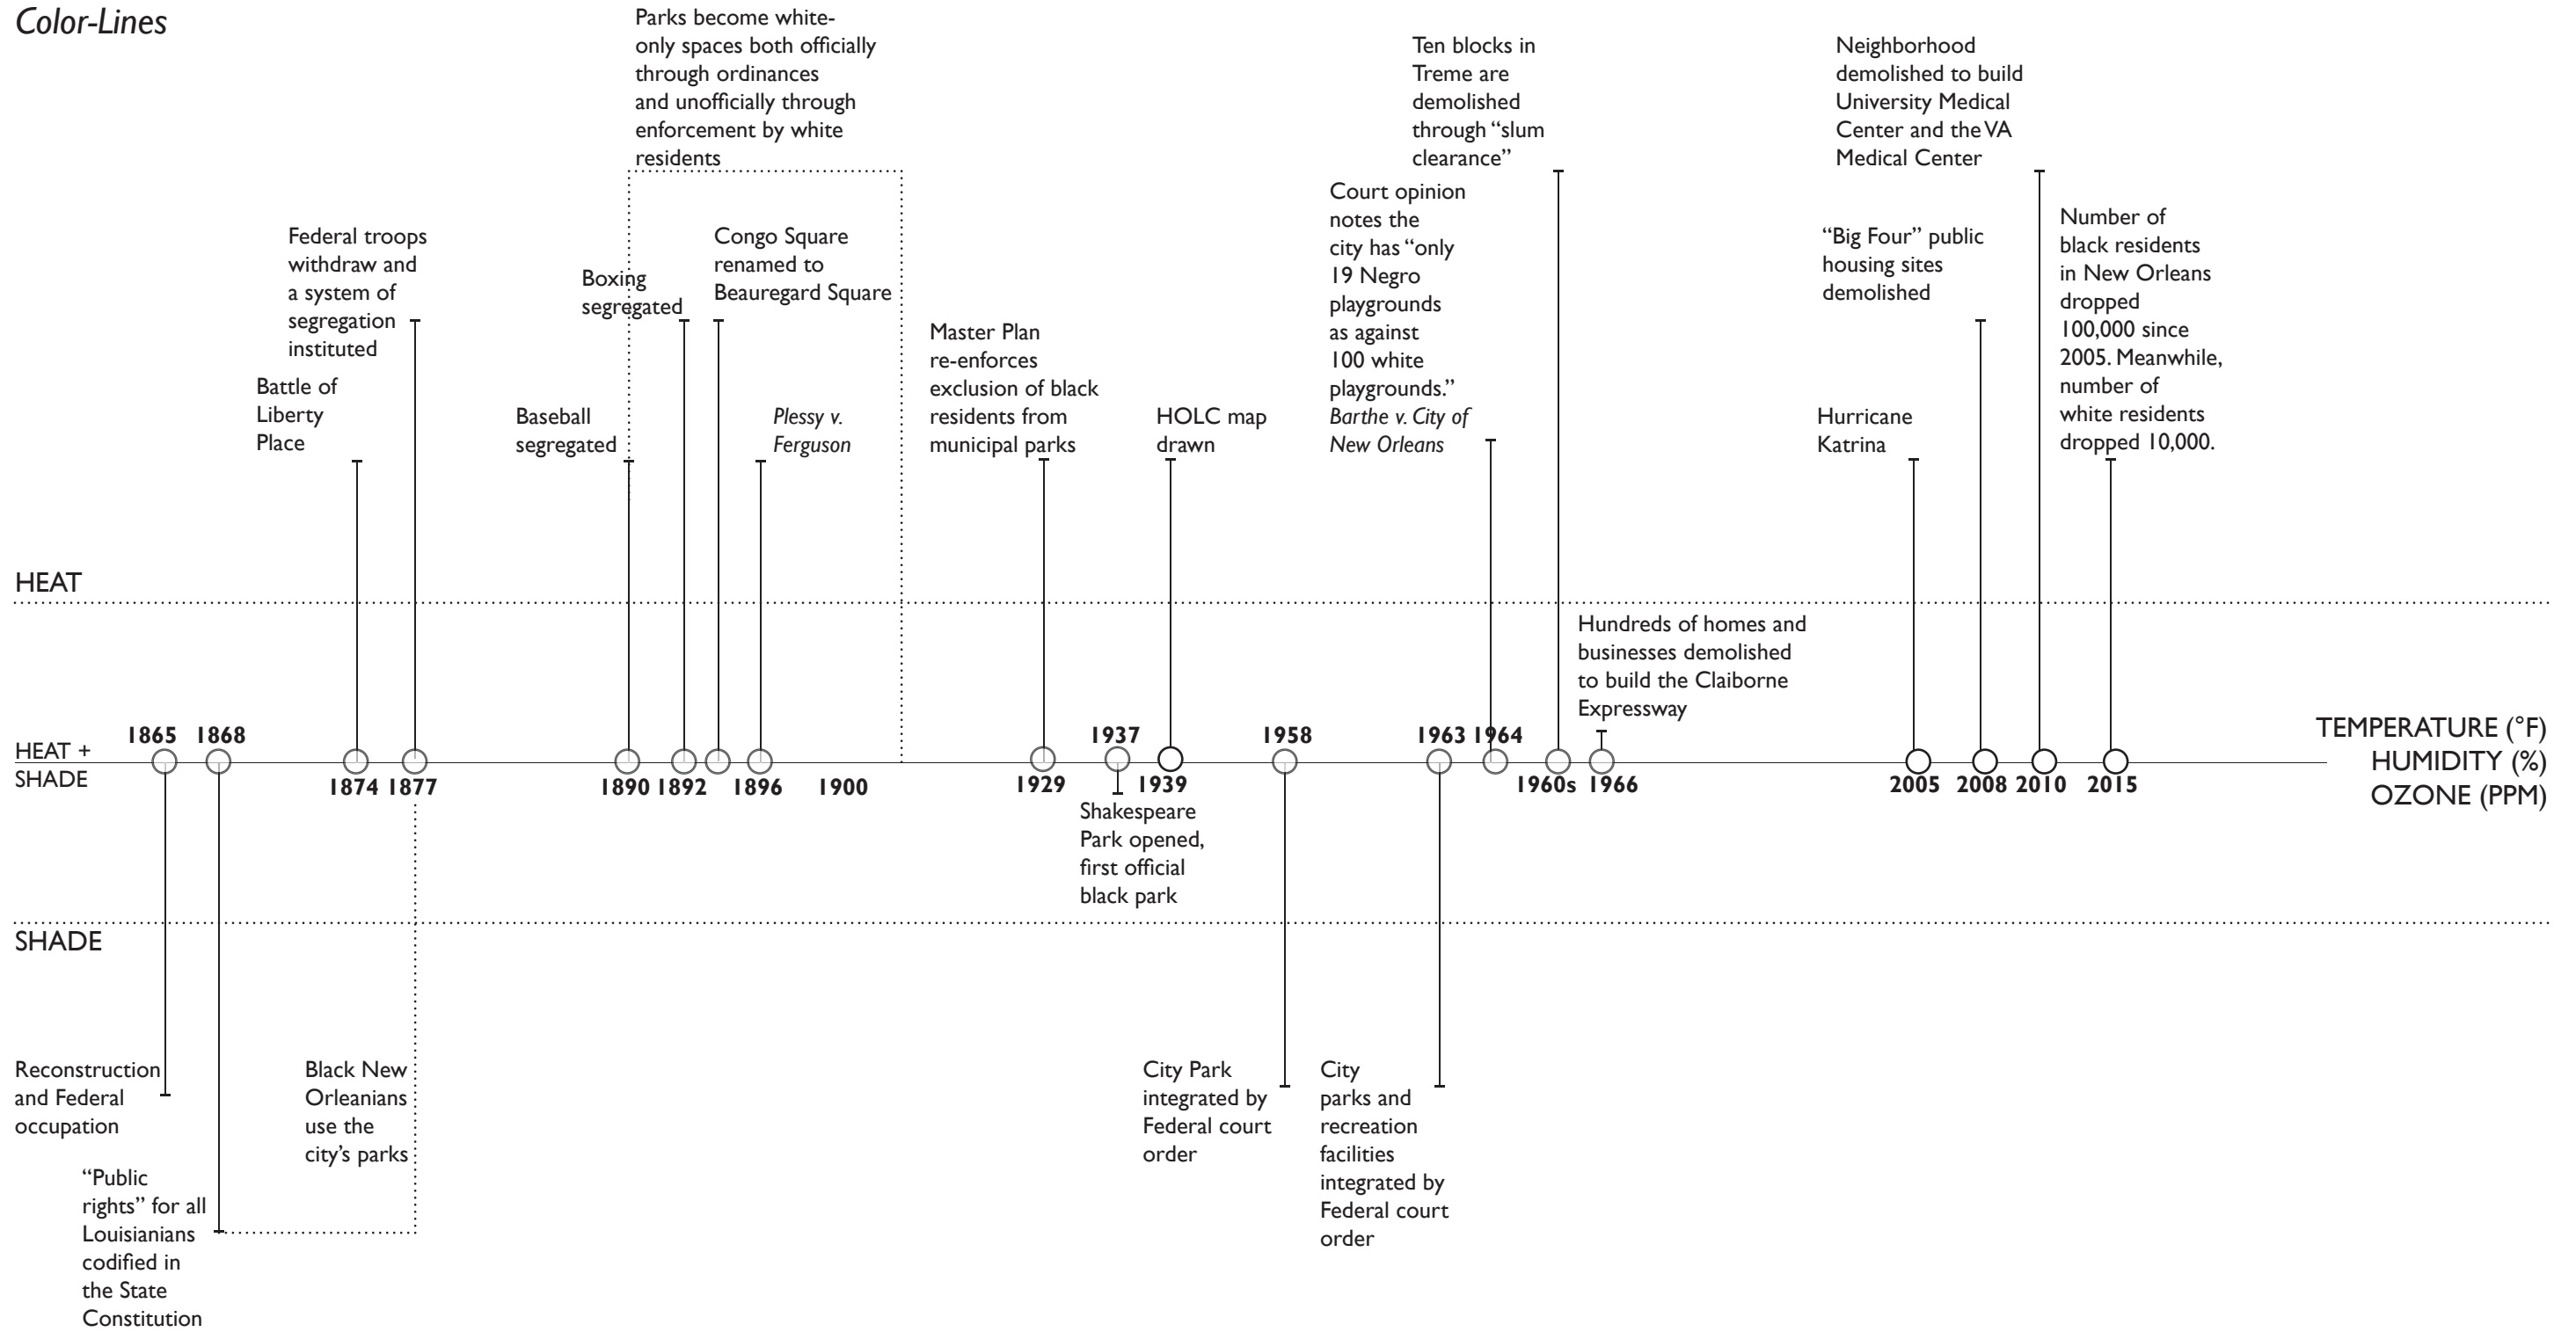 Color-Lines
Parks become white-
only spaces both officially
through ordinances
and unofficially through
enforcement by white
residents
Ten blocks in
Treme are
demolished
through “slum
clearance”
Neighborhood
demolished to build
University Medical
Center and the VA
Medical Center
Federal troops
withdraw and
a system of
segregation
instituted
Battle of
Liberty
Place
Baseball
segregated
Boxing
segregated
Congo Square
renamed to
Beauregard Square
Plessy v.
Ferguson
Master Plan
re-enforces
exclusion of black
residents from
municipal parks
HOLC map
drawn
Court opinion
notes the
city has “only
19 Negro
playgrounds
as against
100 white
playgrounds.”
Barthe v. City of
New Orleans
Hurricane
Katrina
“Big Four” public
housing sites
demolished
Number of
black residents
in New Orleans
dropped
100,000 since
2005. Meanwhile,
number of
white residents
dropped 10,000.
HEAT
Hundreds of homes and
businesses demolished
to build the Claiborne
Expressway
HEAT +
SHADE
1865
1868
1874
1877
1890
1892
1896
1900
1929
1937
1939
1958
1963
1964
1960s
1966
2005
2008
2010
2015
TEMPERATURE (°F)
HUMIDITY (%)
OZONE (PPM)
Shakespeare
Park opened,
first official
black park
SHADE
Reconstruction
and Federal
occupation
“Public
rights” for all
Louisianians
codified in
the State
Constitution
Black New
Orleanians
use the
city’s parks
City Park
integrated by
Federal court
order
City
parks and
recreation
facilities
integrated by
Federal court
order